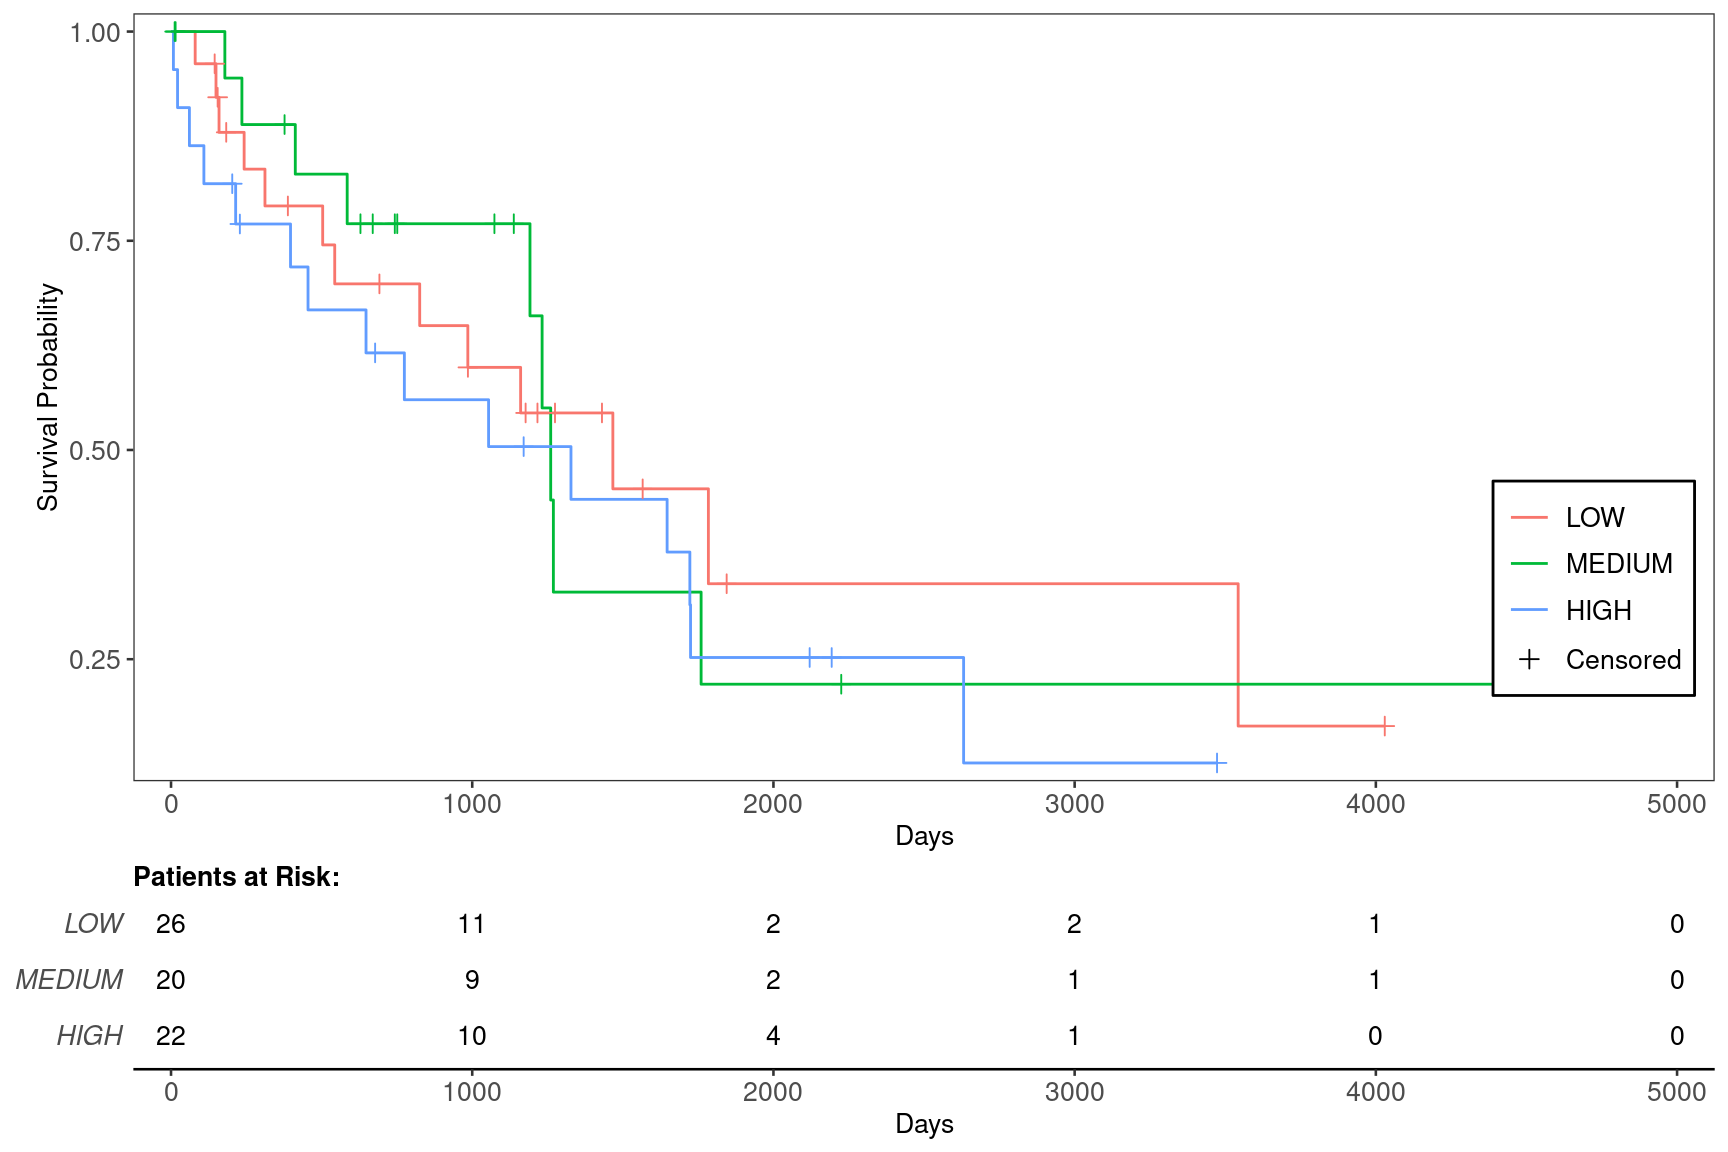 1.00
0.75
0.50
0.25
Survival Probability
0 1000 2000 3000 4000 5000
Days
LOW
MEDIUM
HIGH
Censored
Patients at Risk:
LOW 26 11 2 2 1 0
MEDIUM 20 9 2 1 1 0
HIGH 22 10 4 1 0 0
0 1000 2000 3000 4000 5000
Days